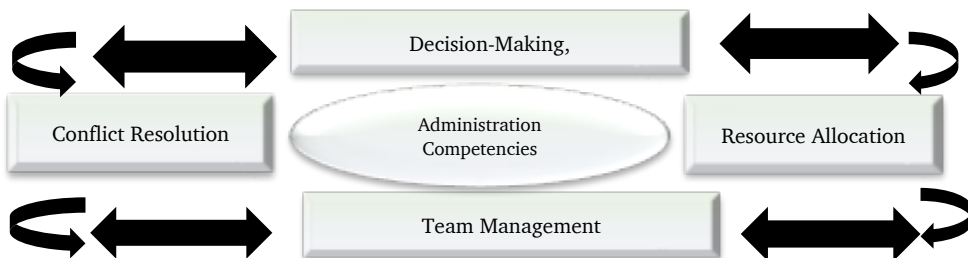 Decision-Making,
Conflict Resolution
Administration
Competencies
Resource Allocation
Team Management